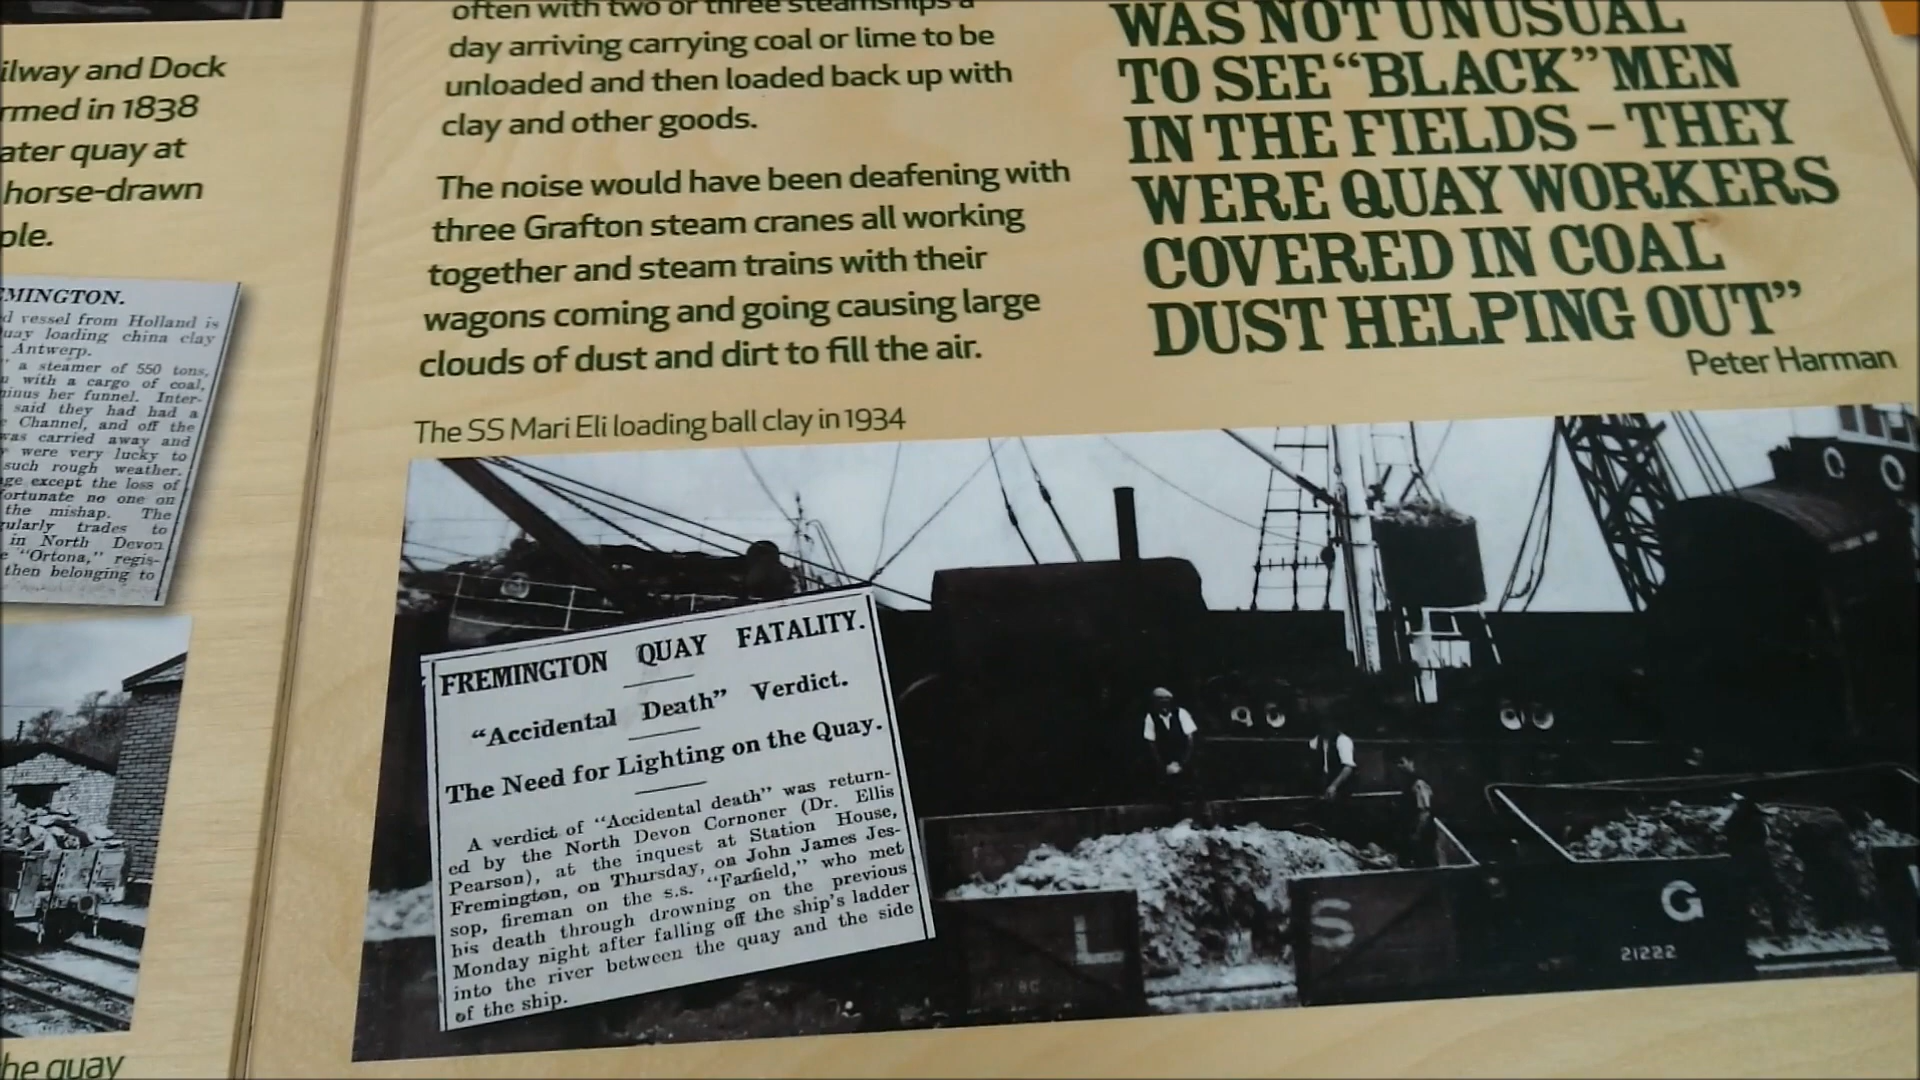 ilway and Dock
rmed in 1838
ater quay at
horse-drawn
ple.
MINGTON.
d vessel from Holland is
uay loading china clay
Antwerp.
a steamer of 550 tons,
with a cargo of coal,
minus her funnel. Inter-
said they had had a
Channel, and off the
was carried away and
were very lucky to
such rough weather.
ge except the loss of
fortunate no one on
the mishap. The
gularly trades to
in North Devon
"Ortona," regis-
then belonging to
he quay
often with two or three steamships a
day arriving carrying coal or lime to be
unloaded and then loaded back up with
clay and other goods.
The noise would have been deafening with
three Grafton steam cranes all working
together and steam trains with their
wagons coming and going causing large
clouds of dust and dirt to fill the air.
WAS NOT UNUSUAL
TO SEE “BLACK” MEN
IN THE FIELDS – THEY
WERE QUAY WORKERS
COVERED IN COAL
DUST HELPING OUT”
Peter Harman
The SS Mari Eli loading ball clay in 1934
FREMINGTON QUAY FATALITY.
“Accidental Death” Verdict.
The Need for Lighting on the Quay.
A verdict of “Accidental death” was return-
ed by the North Devon Cornoner (Dr. Ellis
Pearson), at the inquest at Station House,
Fremington, on Thursday, on John James Jes-
sop, fireman on the s.s. “Farfield,” who met
his death through drowning on the previous
Monday night after falling off the ship's ladder
into the river between the quay and the side
of the ship.
L
S
G
21222